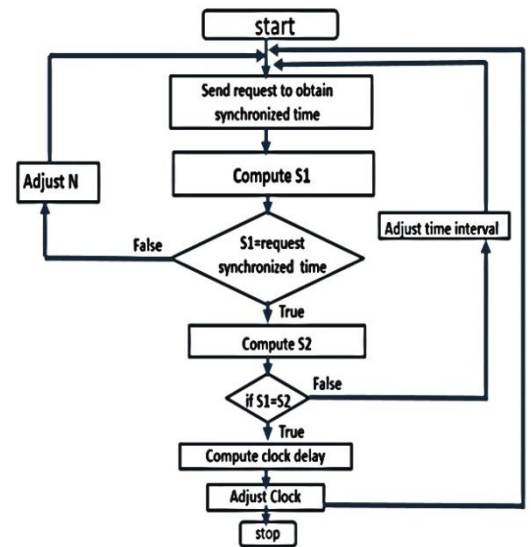 start
Send request to obtain
synchronized time
Compute S1
Adjust N
False
S1=request
synchronized time
Adjust time interval
True
Compute S2
if S1=S2
False
True
Compute clock delay
Adjust Clock
stop